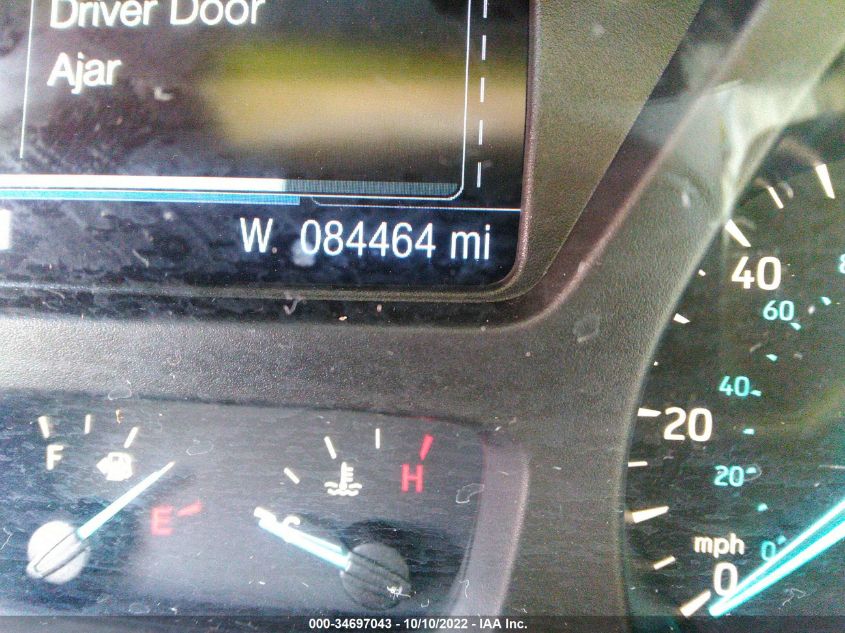 Driver Door
Ajar
W 084464 mi
40
60
40
20
20
mph
0
0
F
E
H
C
000-34697043 - 10/10/2022 - IAA Inc.